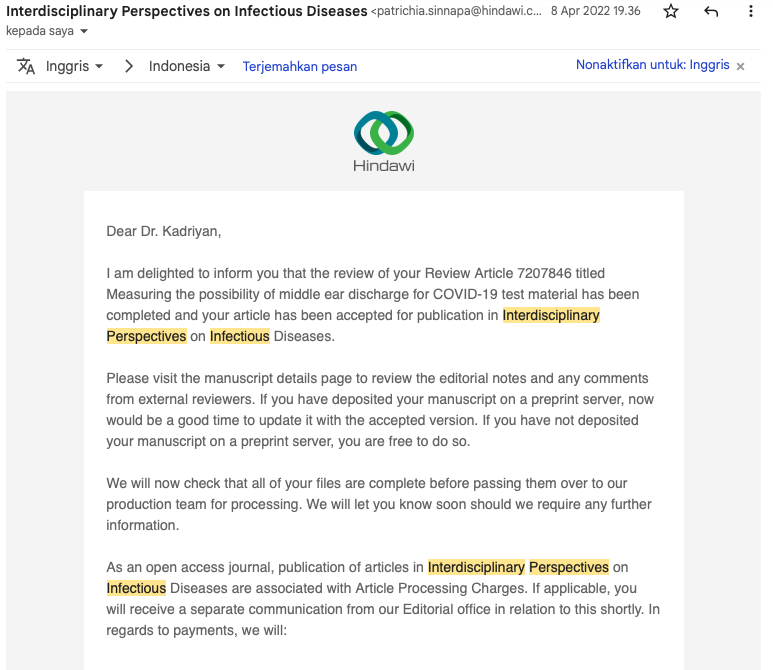 Interdisciplinary Perspectives on Infectious Diseases <patrichia.sinnapa@hindawi.c... 8 Apr 2022 19.36
kepada saya
Inggris > Indonesia Terjemahkan pesan Nonaktifkan untuk: Inggris ×
Hindawi
Dear Dr. Kadriyan,
I am delighted to inform you that the review of your Review Article 7207846 titled
Measuring the possibility of middle ear discharge for COVID-19 test material has been
completed and your article has been accepted for publication in Interdisciplinary
Perspectives on Infectious Diseases.
Please visit the manuscript details page to review the editorial notes and any comments
from external reviewers. If you have deposited your manuscript on a preprint server, now
would be a good time to update it with the accepted version. If you have not deposited
your manuscript on a preprint server, you are free to do so.
We will now check that all of your files are complete before passing them over to our
production team for processing. We will let you know soon should we require any further
information.
As an open access journal, publication of articles in Interdisciplinary Perspectives on
Infectious Diseases are associated with Article Processing Charges. If applicable, you
will receive a separate communication from our Editorial office in relation to this shortly. In
regards to payments, we will: